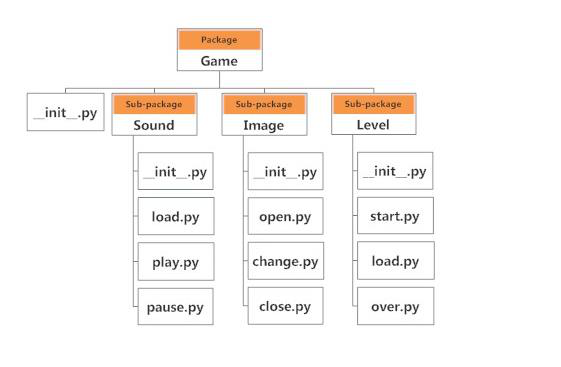 Package
Game
__init__.py
Sub-package
Sound
Sub-package
Image
Sub-package
Level
__init__.py
load.py
play.py
pause.py
__init__.py
open.py
change.py
close.py
__init__.py
start.py
load.py
over.py